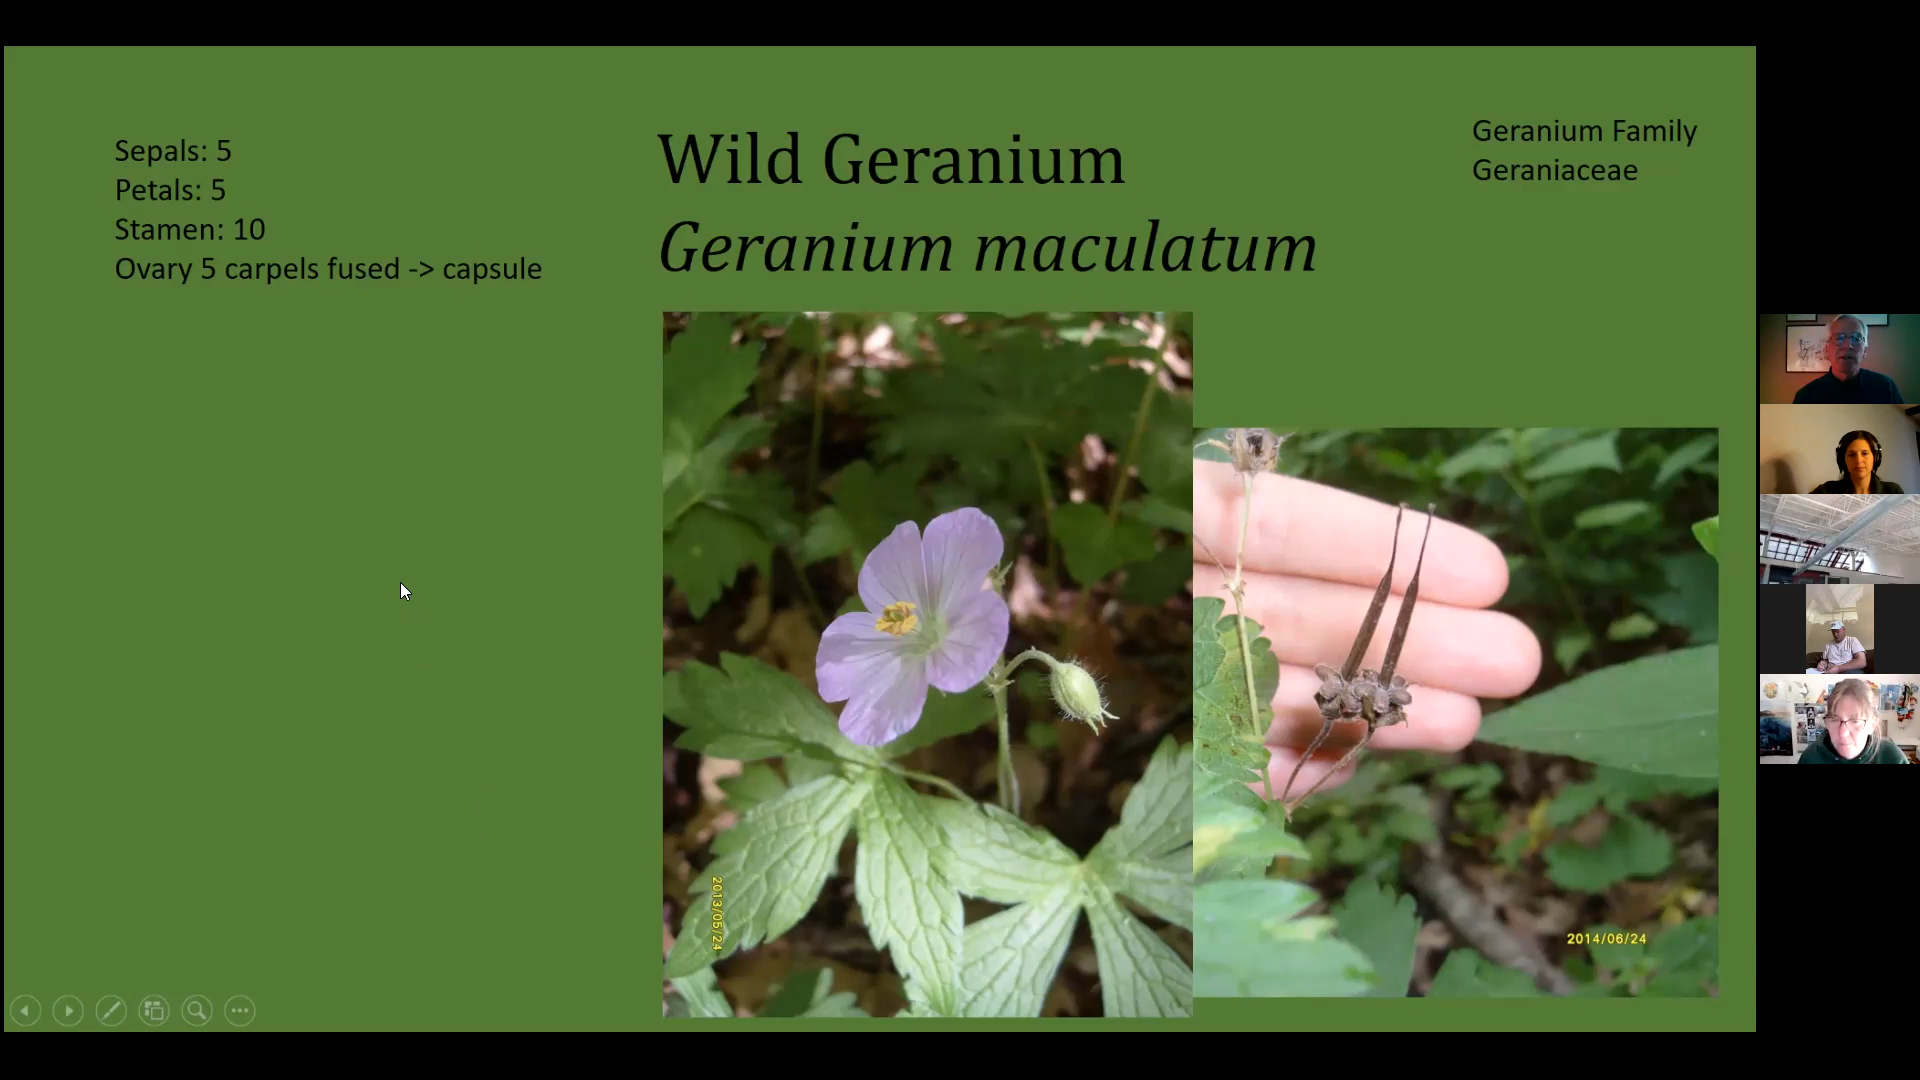 Sepals: 5
Petals: 5
Stamen: 10
Ovary 5 carpels fused -> capsule
Wild Geranium
Geranium maculatum
Geranium Family
Geraniaceae
2013/05/24
2014/06/24